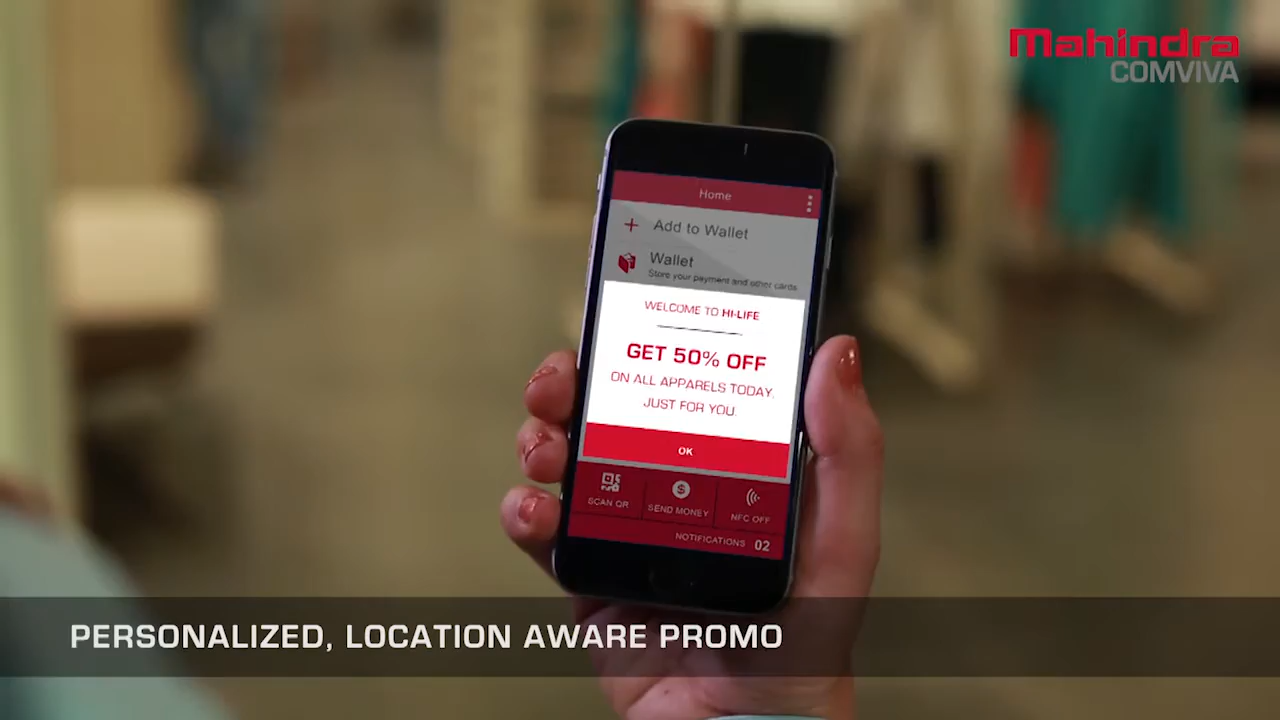 Mahindra
COMVIVA
Home
Add to Wallet
Wallet
Store your payment and other cards
WELCOME TO HI-LIFE
GET 50% OFF
ON ALL APPARELS TODAY.
JUST FOR YOU.
OK
SCAN QR
SEND MONEY
NFC OFF
NOTIFICATIONS 02
PERSONALIZED, LOCATION AWARE PROMO